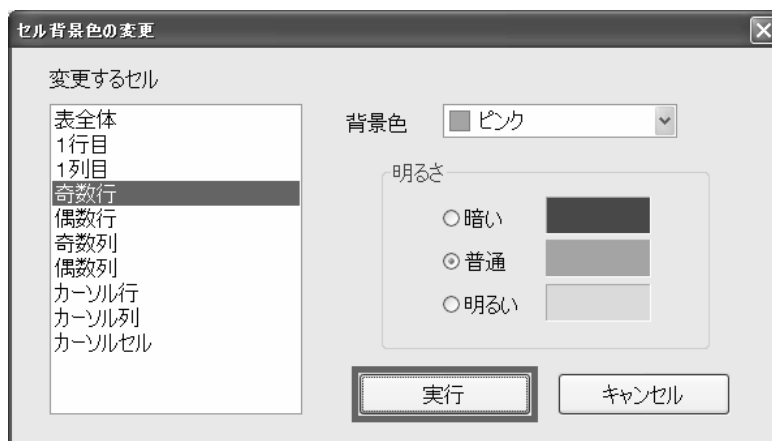 セル背景色の変更
変更するセル
表全体
1行目
1列目
奇数行
偶数行
奇数列
偶数列
カーソル行
カーソル列
カーソルセル
背景色
ピンク
明るさ
暗い
普通
明るい
実行
キャンセル